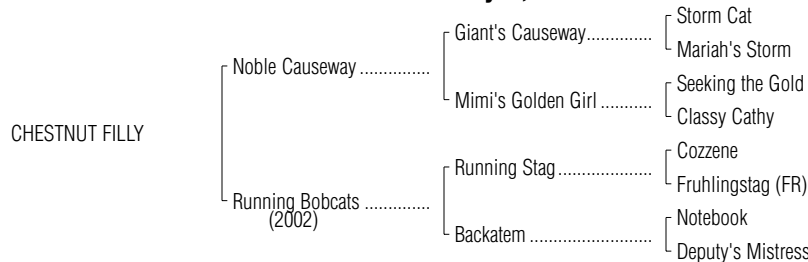 Storm Cat
Giant's Causeway..............
Mariah's Storm
Noble Causeway ...............
Seeking the Gold
Mimi's Golden Girl ...........
Classy Cathy
CHESTNUT FILLY
Cozzene
Running Stag....................
Fruhlingstag (FR)
Running Bobcats ..............
(2002)
Notebook
Backatem ..........................
Deputy's Mistress